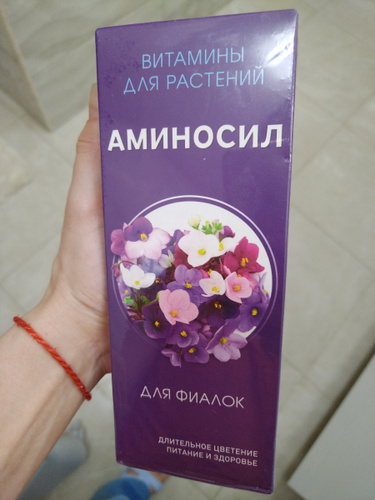 ВИТАМИНЫ
ДЛЯ РАСТЕНИЙ
АМИНОСИЛ
ДЛЯ ФИАЛОК
ДЛИТЕЛЬНОЕ ЦВЕТЕНИЕ
ПИТАНИЕ И ЗДОРОВЬЕ